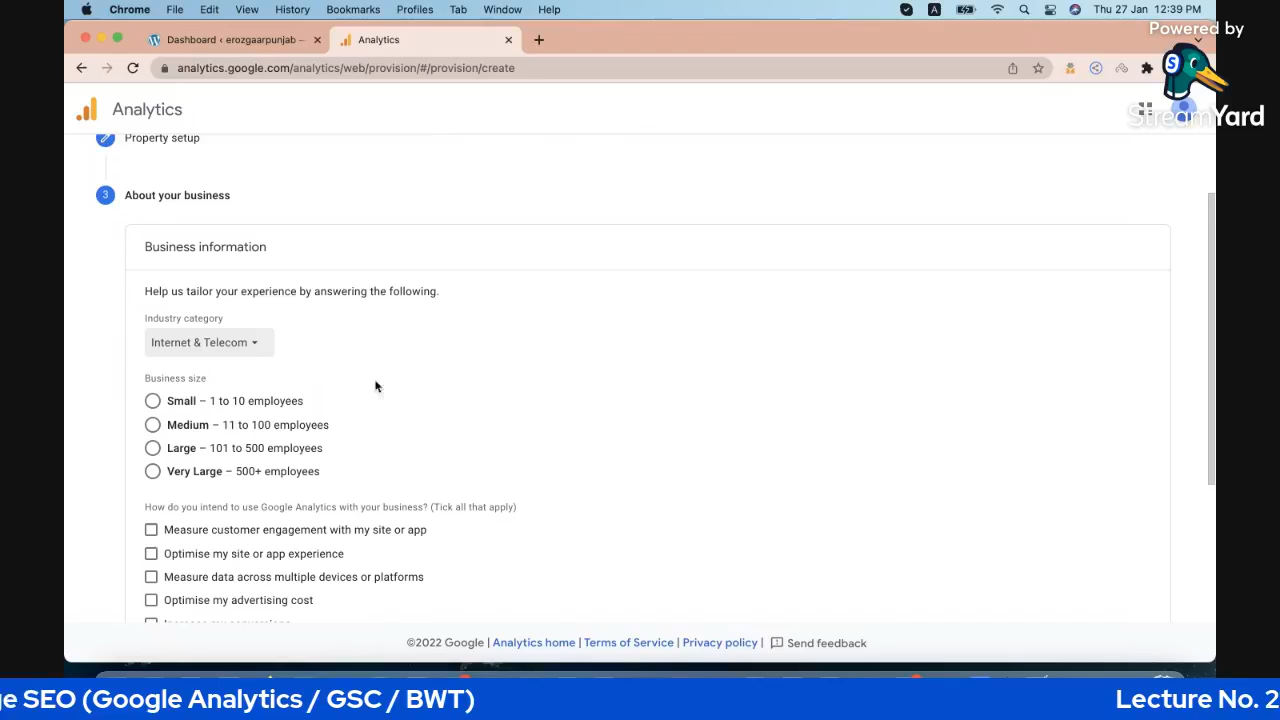 Chrome File Edit View History Bookmarks Profiles Tab Window Help A Thu 27 Jan 12:39 PM
Powered by
Dashboard ‹ erozgaarpunjab — Analytics
analytics.google.com/analytics/web/provision/#/provision/create
S
Analytics
StreamYard
Property setup
3 About your business
Business information
Help us tailor your experience by answering the following.
Industry category
Internet & Telecom
Business size
Small – 1 to 10 employees
Medium – 11 to 100 employees
Large – 101 to 500 employees
Very Large – 500+ employees
How do you intend to use Google Analytics with your business? (Tick all that apply)
Measure customer engagement with my site or app
Optimise my site or app experience
Measure data across multiple devices or platforms
Optimise my advertising cost
©2022 Google | Analytics home | Terms of Service | Privacy policy | Send feedback
ge SEO (Google Analytics / GSC / BWT) Lecture No. 2